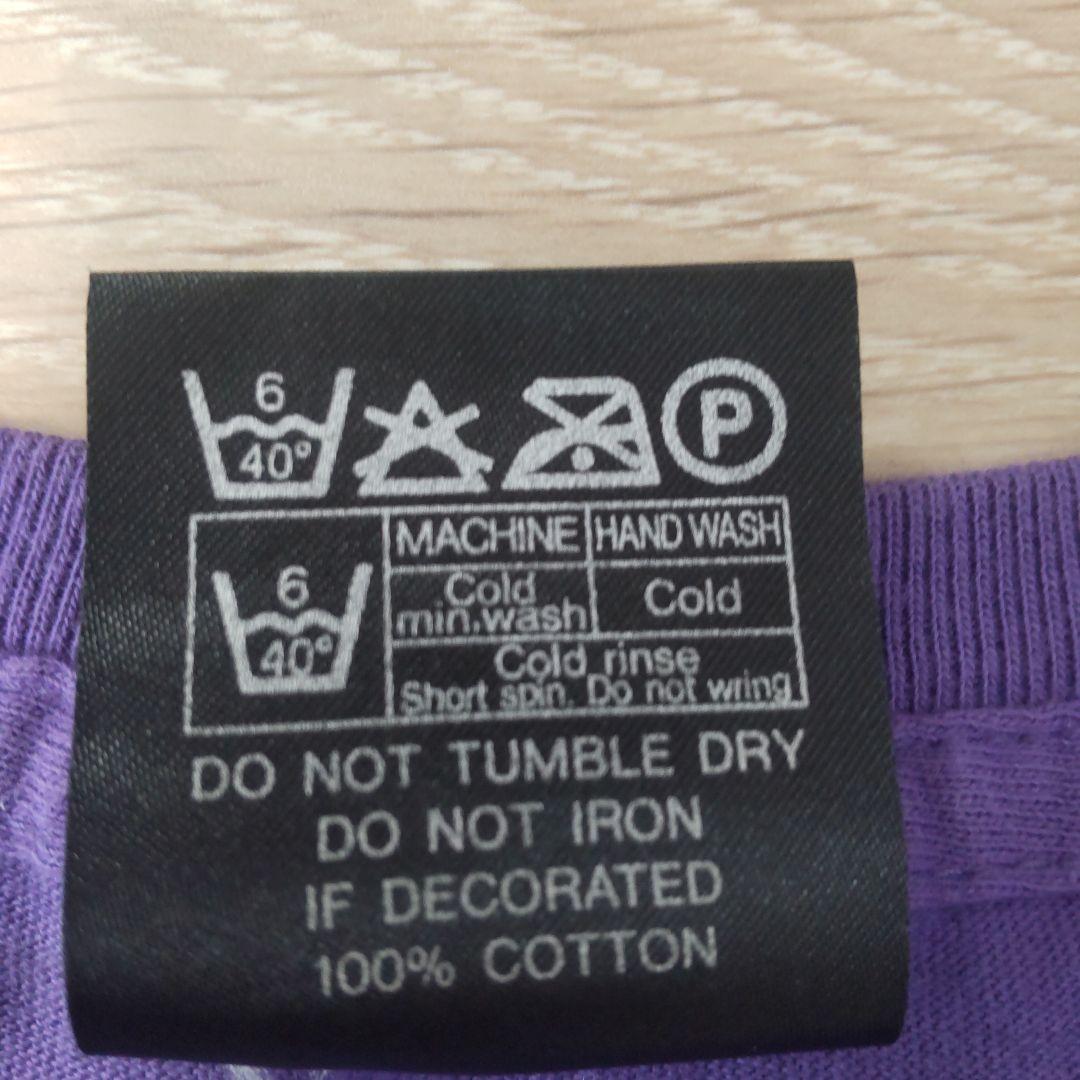 6 P
40°
MACHINE HAND WASH
6 Cold Cold
40° min.wash
Cold rinse
Short spin. Do not wring
DO NOT TUMBLE DRY
DO NOT IRON
IF DECORATED
100% COTTON